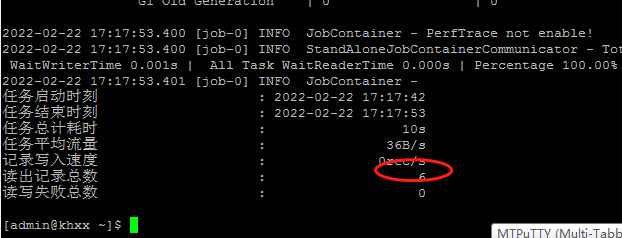 G1 Old Generation | 0 | 0
2022-02-22 17:17:53.400 [job-0] INFO JobContainer - PerfTrace not enable!
2022-02-22 17:17:53.400 [job-0] INFO StandAloneJobContainerCommunicator - Tot
WaitWriterTime 0.001s | All Task WaitReaderTime 0.000s | Percentage 100.00%
2022-02-22 17:17:53.401 [job-0] INFO JobContainer -
任务启动时刻 : 2022-02-22 17:17:42
任务结束时刻 : 2022-02-22 17:17:53
任务总计耗时 : 10s
任务平均流量 : 36B/s
记录写入速度 : 0rec/s
读出记录总数 : 6
读写失败总数 : 0
[admin@khxx ~]$
MTPuTTY (Multi-Tabb